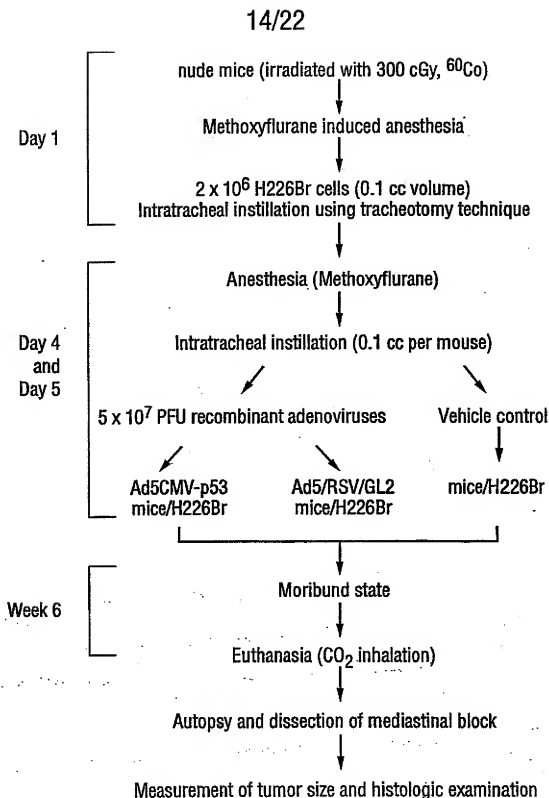 14/22
nude mice (irradiated with 300 cGy, ⁶⁰Co)
Day 1
Methoxyflurane induced anesthesia
2 x 10⁶ H226Br cells (0.1 cc volume)
Intratracheal instillation using tracheotomy technique
Anesthesia (Methoxyflurane)
Day 4
and
Day 5
Intratracheal instillation (0.1 cc per mouse)
5 x 10⁷ PFU recombinant adenoviruses
Vehicle control
Ad5CMV-p53
mice/H226Br
Ad5/RSV/GL2
mice/H226Br
mice/H226Br
Week 6
Moribund state
Euthanasia (CO₂ inhalation)
Autopsy and dissection of mediastinal block
Measurement of tumor size and histologic examination